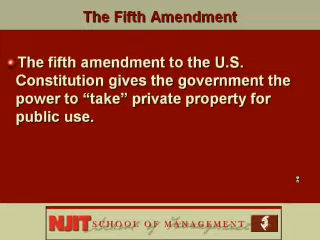 The Fifth Amendment
The fifth amendment to the U.S.
Constitution gives the government the
power to “take” private property for
public use.
NJIT SCHOOL OF MANAGEMENT